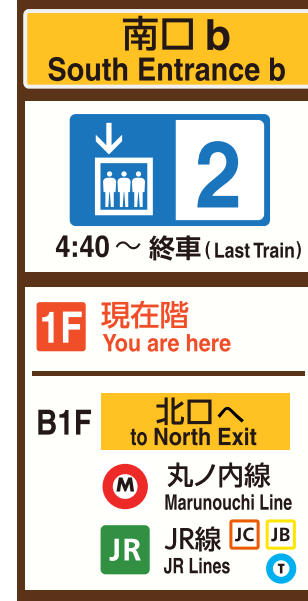 南口 b
South Entrance b
2
4:40～終車 (Last Train)
1F 現在階
You are here
B1F 北口へ
to North Exit
M 丸ノ内線
Marunouchi Line
JR JR線 JC JB
JR Lines T